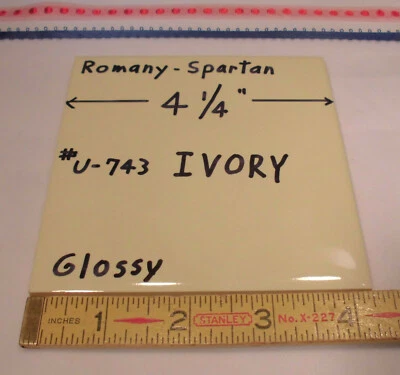 Romany-Spartan
4 1/4"
#U-743 IVORY
Glossy
INCHES 1 2 STANLEY 3 No. X-227 4